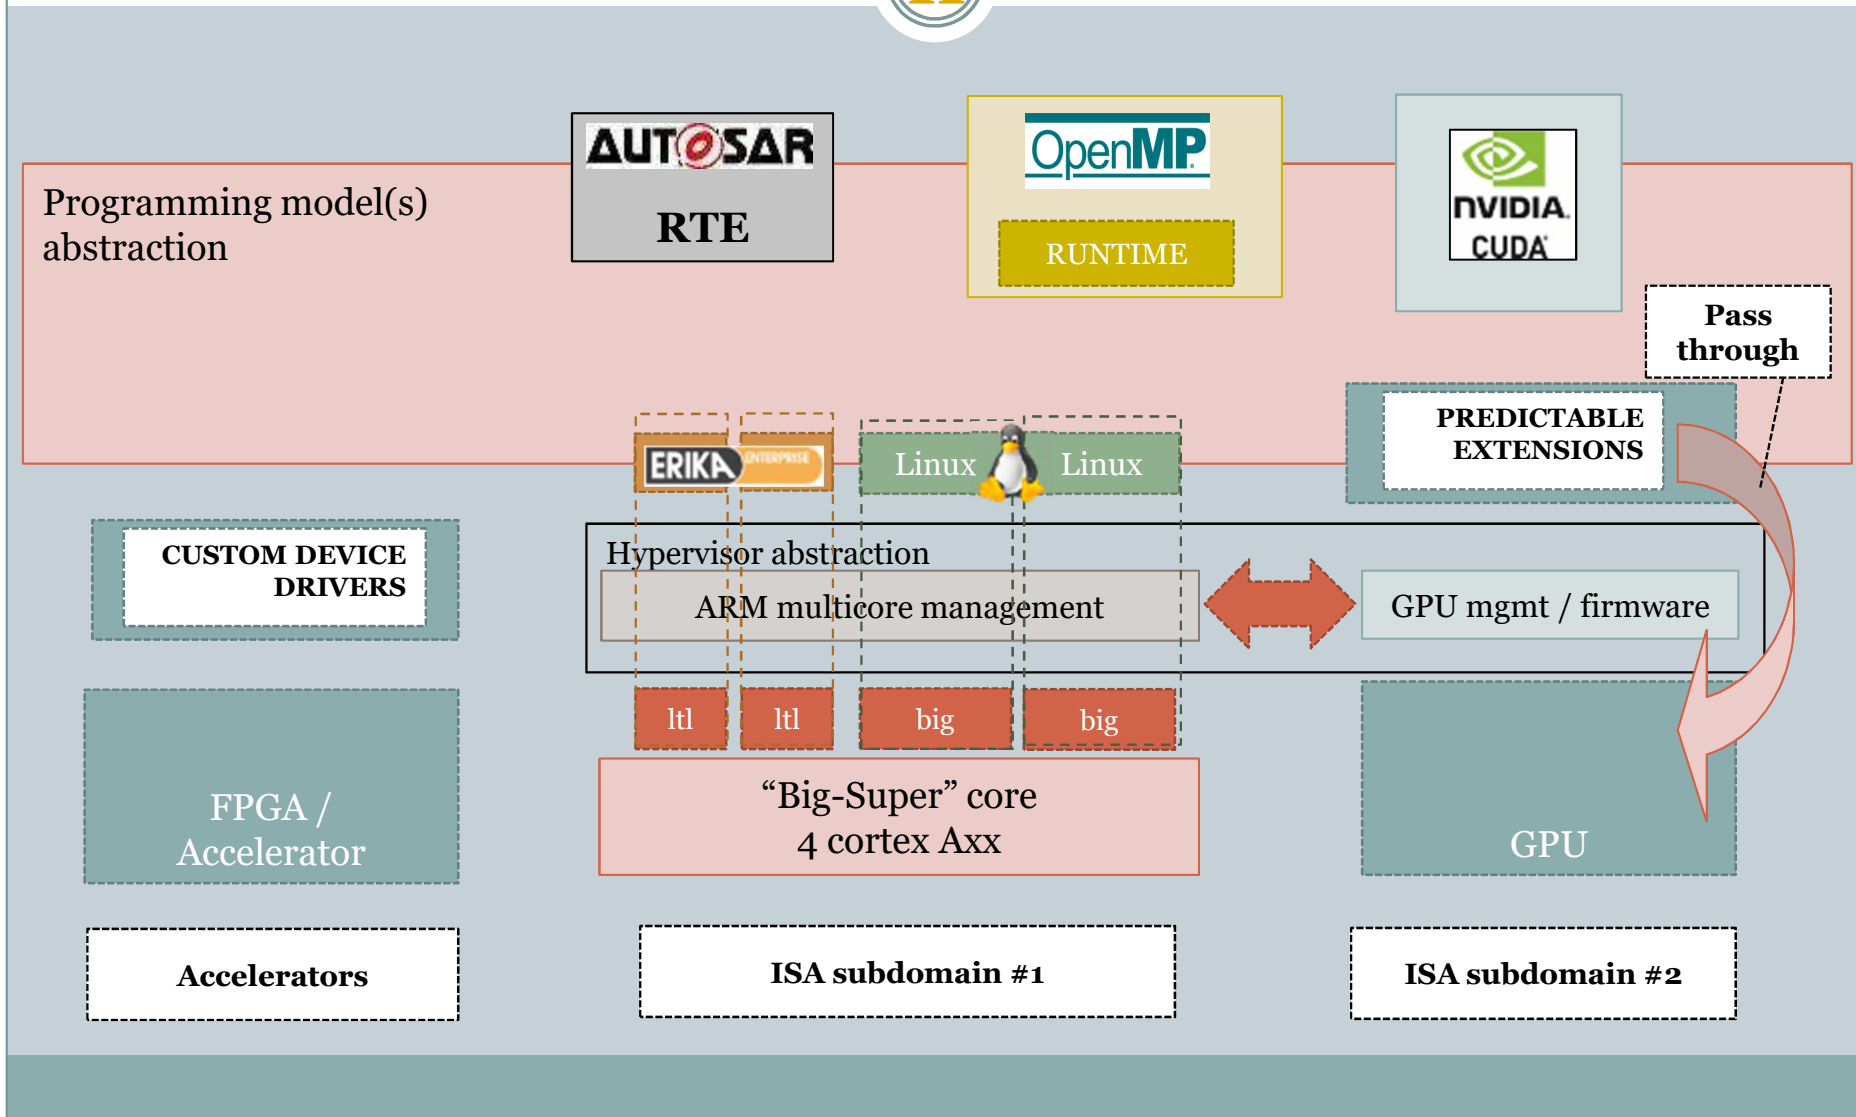 AUTOSAR
OpenMP
Programming model(s)
abstraction
RTE
RUNTIME
NVIDIA.
CUDA
Pass
through
PREDICTABLE
EXTENSIONS
ERIKA ENTERPRISE
Linux
Linux
CUSTOM DEVICE
DRIVERS
Hypervisor abstraction
ARM multicore management
GPU mgmt / firmware
ltl
ltl
big
big
FPGA /
Accelerator
“Big-Super” core
4 cortex Axx
GPU
Accelerators
ISA subdomain #1
ISA subdomain #2